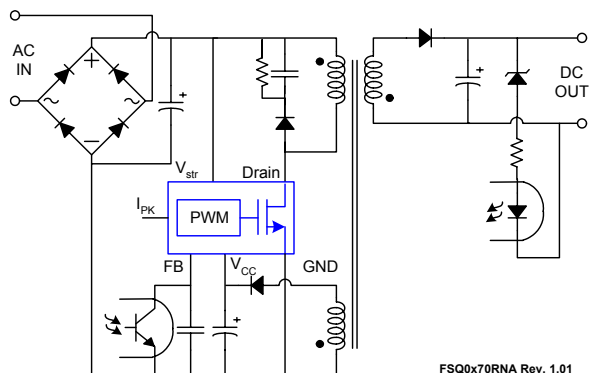 AC
IN
+
~
~
−
+
+
DC
OUT
Vstr
Drain
IPK
PWM
FB
VCC
GND
+
FSQ0x70RNA Rev. 1.01